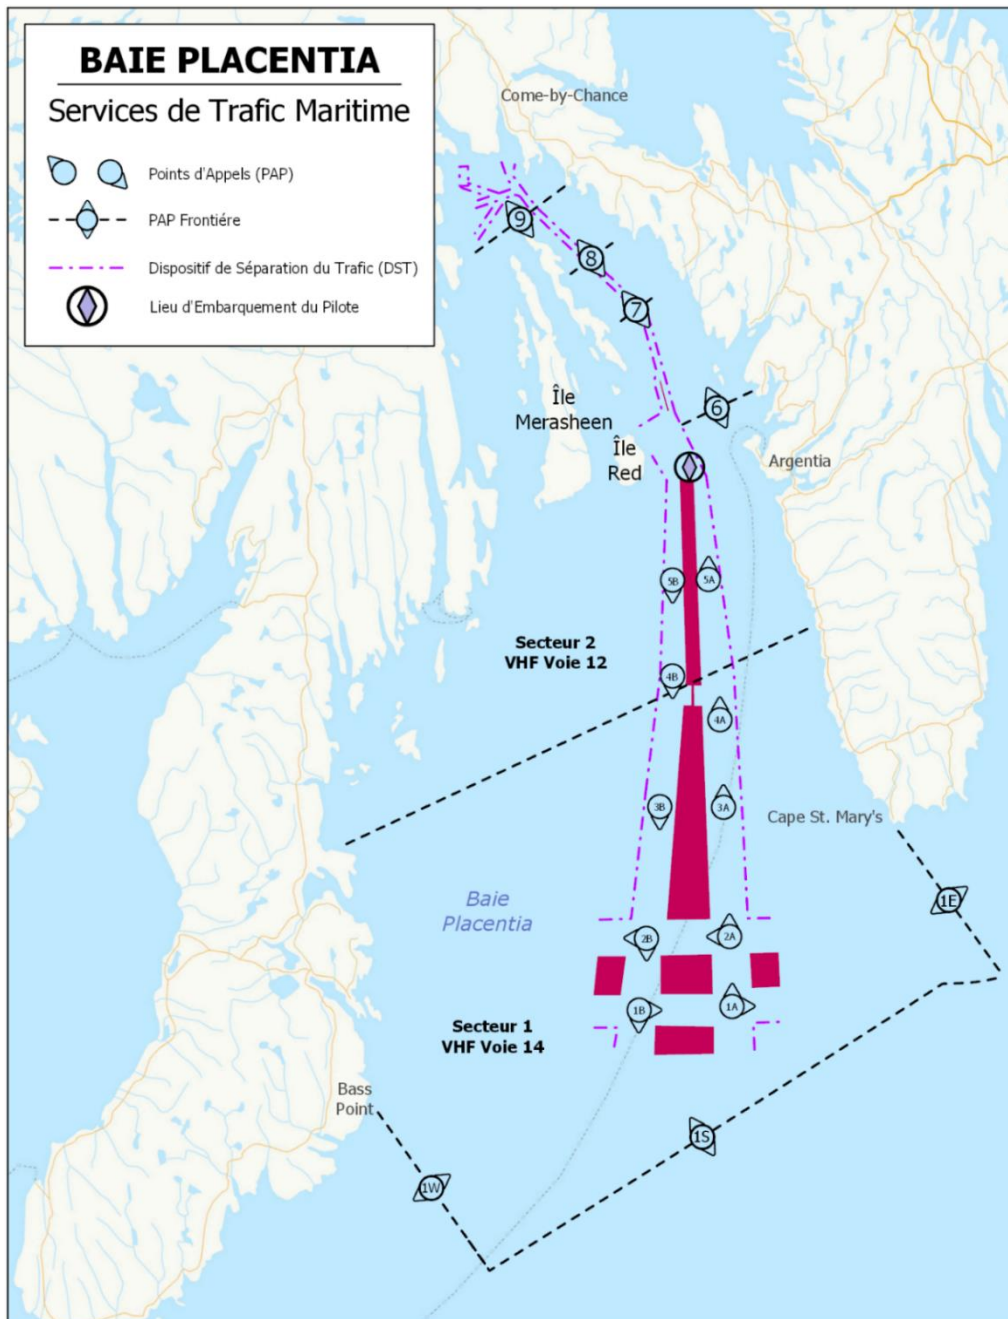 BAIE PLACENTIA
Services de Trafic Maritime
Points d'Appels (PAP)
PAP Frontiére
Dispositif de Séparation du Trafic (DST)
Lieu d'Embarquement du Pilote
Come-by-Chance
9
8
7
Île
Merasheen
6
Île
Red
Argentia
5B
5A
Secteur 2
VHF Voie 12
4B
4A
3B
3A
Cape St. Mary's
1E
Baie
Placentia
2B
2A
1B
1A
Secteur 1
VHF Voie 14
Bass
Point
1S
1W